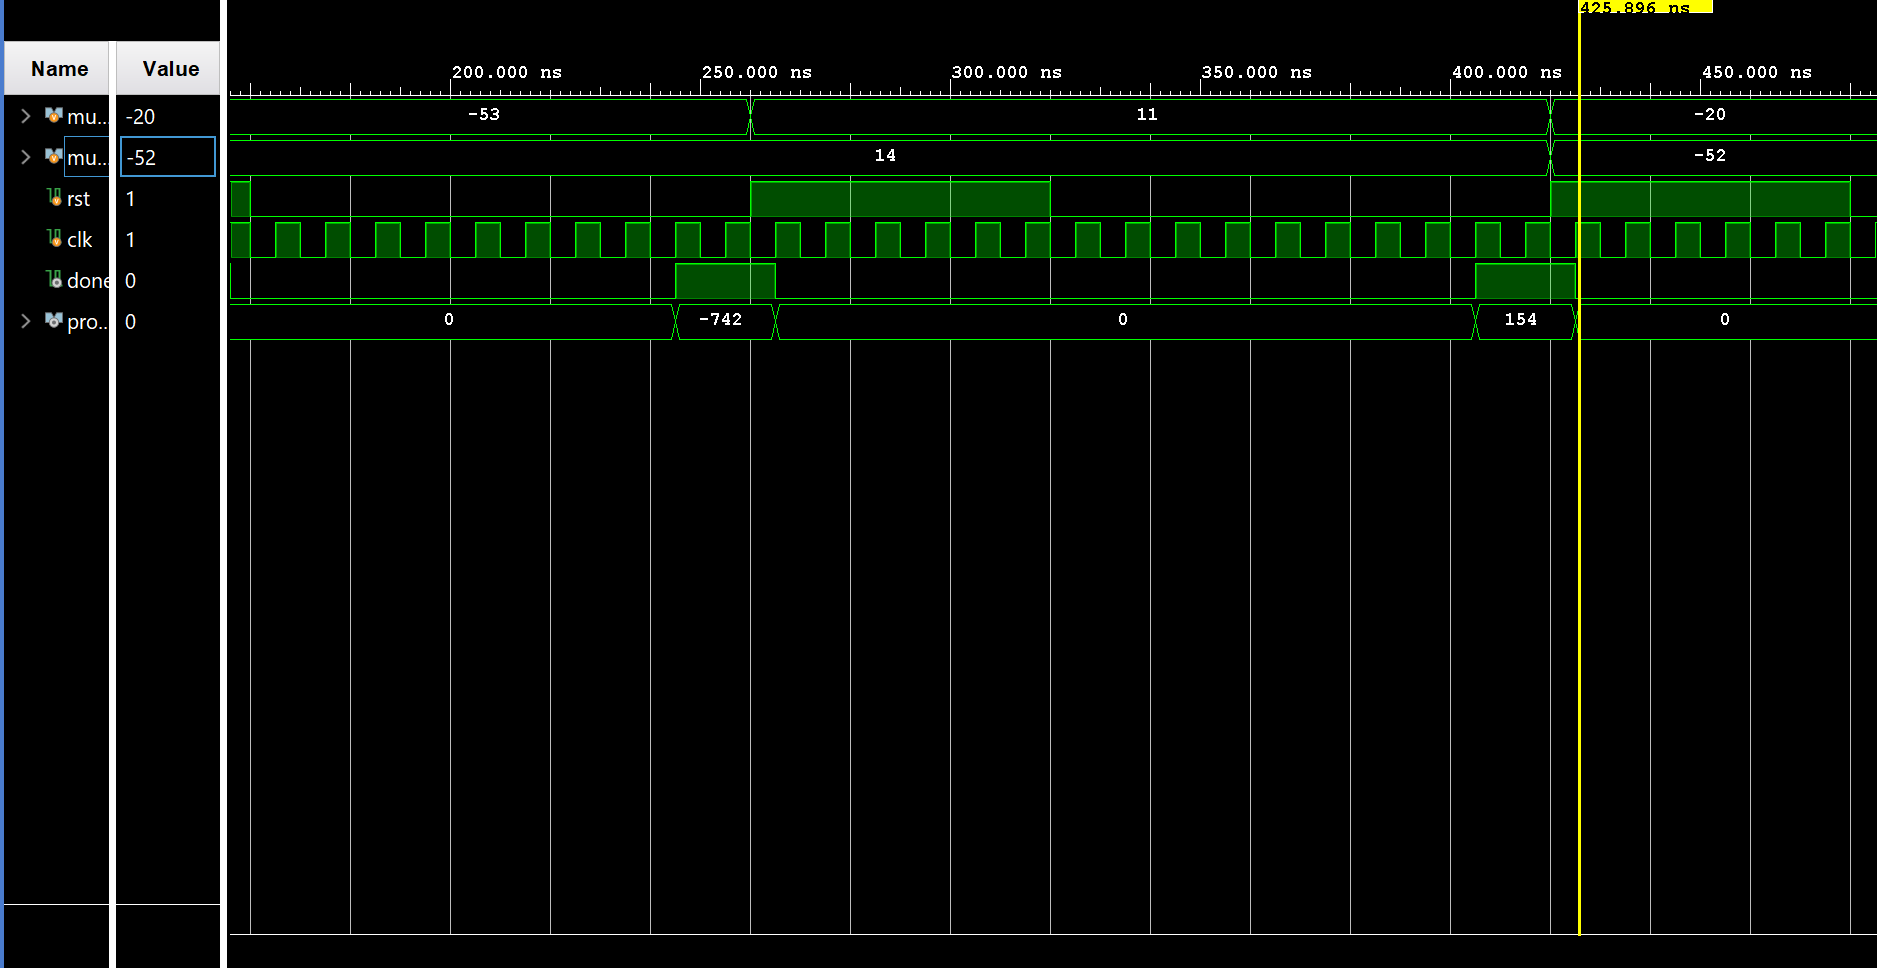 425.896 ns
Name Value
200.000 ns 250.000 ns 300.000 ns 350.000 ns 400.000 ns 450.000 ns
mu... -20 -53 11 -20
mu... -52 14 -52
rst 1
clk 1
done 0
pro... 0 0 -742 0 154 0